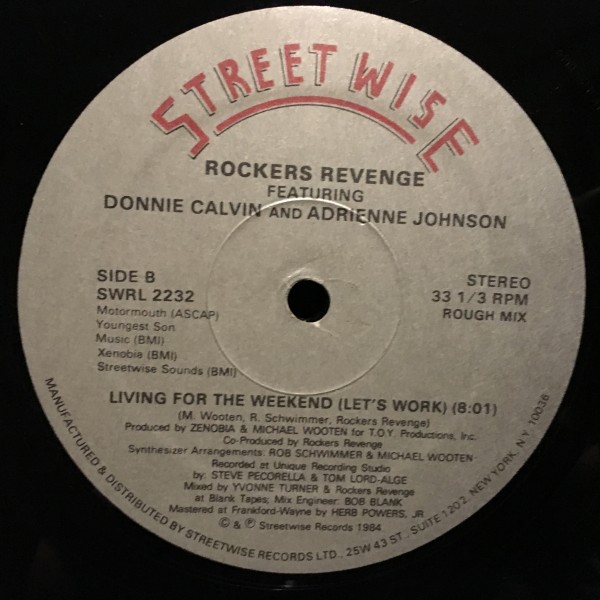 STREETWISE
ROCKERS REVENGE
FEATURING
DONNIE CALVIN AND ADRIENNE JOHNSON
SIDE B
SWRL 2232
Motormouth (ASCAP)
Youngest Son
Music (BMI)
Xenobia (BMI)
Streetwise Sounds (BMI)
STEREO
33 1/3 RPM
ROUGH MIX
LIVING FOR THE WEEKEND (LET'S WORK) (8:01)
(M. Wooten, R. Schwimmer, Rockers Revenge)
Produced by ZENOBIA & MICHAEL WOOTEN for T.O.Y. Productions, Inc.
Co-Produced by Rockers Revenge
Synthesizer Arrangements: ROB SCHWIMMER & MICHAEL WOOTEN
Recorded at Unique Recording Studio
by: STEVE PECORELLA & TOM LORD-ALGE
Mixed by YVONNE TURNER & Rockers Revenge
at Blank Tapes; Mix Engineer: BOB BLANK
Mastered at Frankford-Wayne by HERB POWERS, JR.
© & ℗ Streetwise Records 1984
MANUFACTURED & DISTRIBUTED BY STREETWISE RECORDS LTD., 25W 43 ST., SUITE 1202, NEW YORK, N.Y. 10036